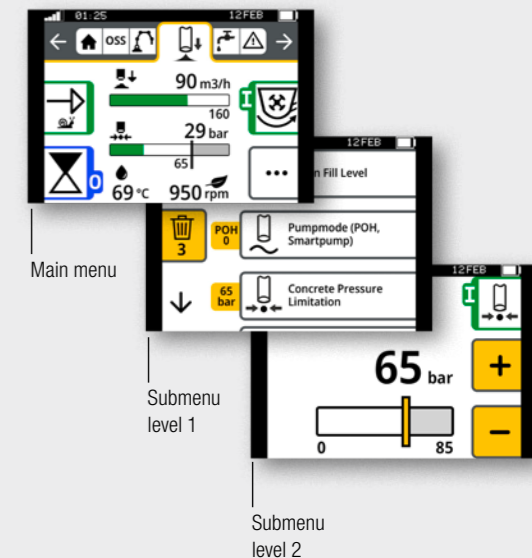 01:25 12FEB
OSS
90 m3/h
160
29 bar
65
69 °C 950 rpm
I
O
Main menu
12FEB
n Fill Level
3
POH
0
Pumpmode (POH,
Smartpump)
65
bar
Concrete Pressure
Limitation
Submenu
level 1
12FEB
I
65 bar
+
0 85
−
Submenu
level 2